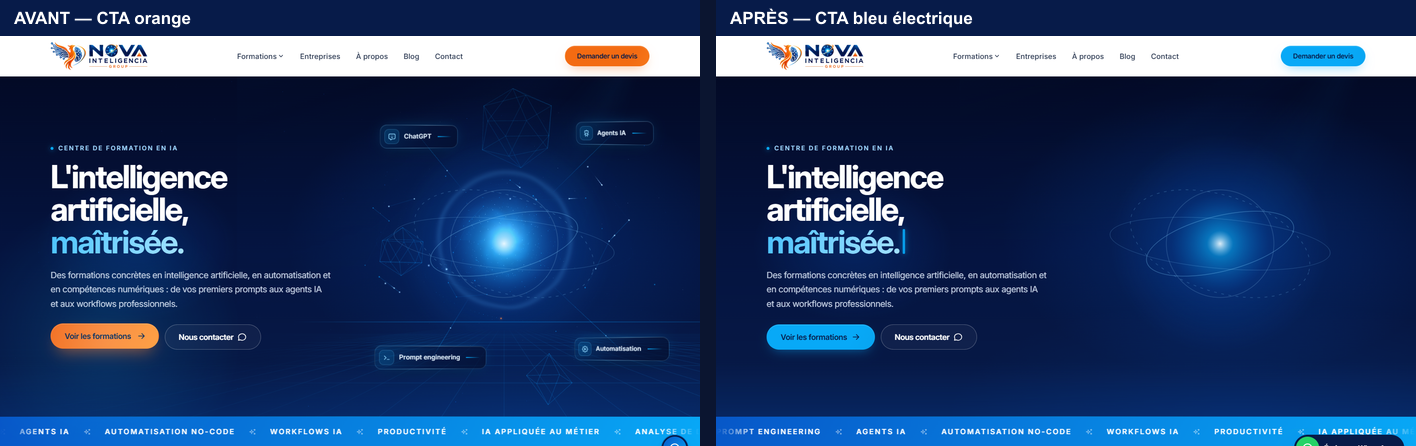 AVANT — CTA orange
NOVA
INTELIGENCIA
GROUP
Formations
Entreprises
À propos
Blog
Contact
Demander un devis
CENTRE DE FORMATION EN IA
L'intelligence
artificielle,
maîtrisée.
Des formations concrètes en intelligence artificielle, en automatisation et
en compétences numériques : de vos premiers prompts aux agents IA
et aux workflows professionnels.
Voir les formations →
Nous contacter
ChatGPT
Agents IA
Prompt engineering
Automatisation
AGENTS IA
AUTOMATISATION NO-CODE
WORKFLOWS IA
PRODUCTIVITÉ
IA APPLIQUÉE AU MÉTIER
ANALYSE DE
APRÈS — CTA bleu électrique
NOVA
INTELIGENCIA
GROUP
Formations
Entreprises
À propos
Blog
Contact
Demander un devis
CENTRE DE FORMATION EN IA
L'intelligence
artificielle,
maîtrisée.
Des formations concrètes en intelligence artificielle, en automatisation et
en compétences numériques : de vos premiers prompts aux agents IA
et aux workflows professionnels.
Voir les formations →
Nous contacter
ROMPT ENGINEERING
AGENTS IA
AUTOMATISATION NO-CODE
WORKFLOWS IA
PRODUCTIVITÉ
IA APPLIQUÉE AU M